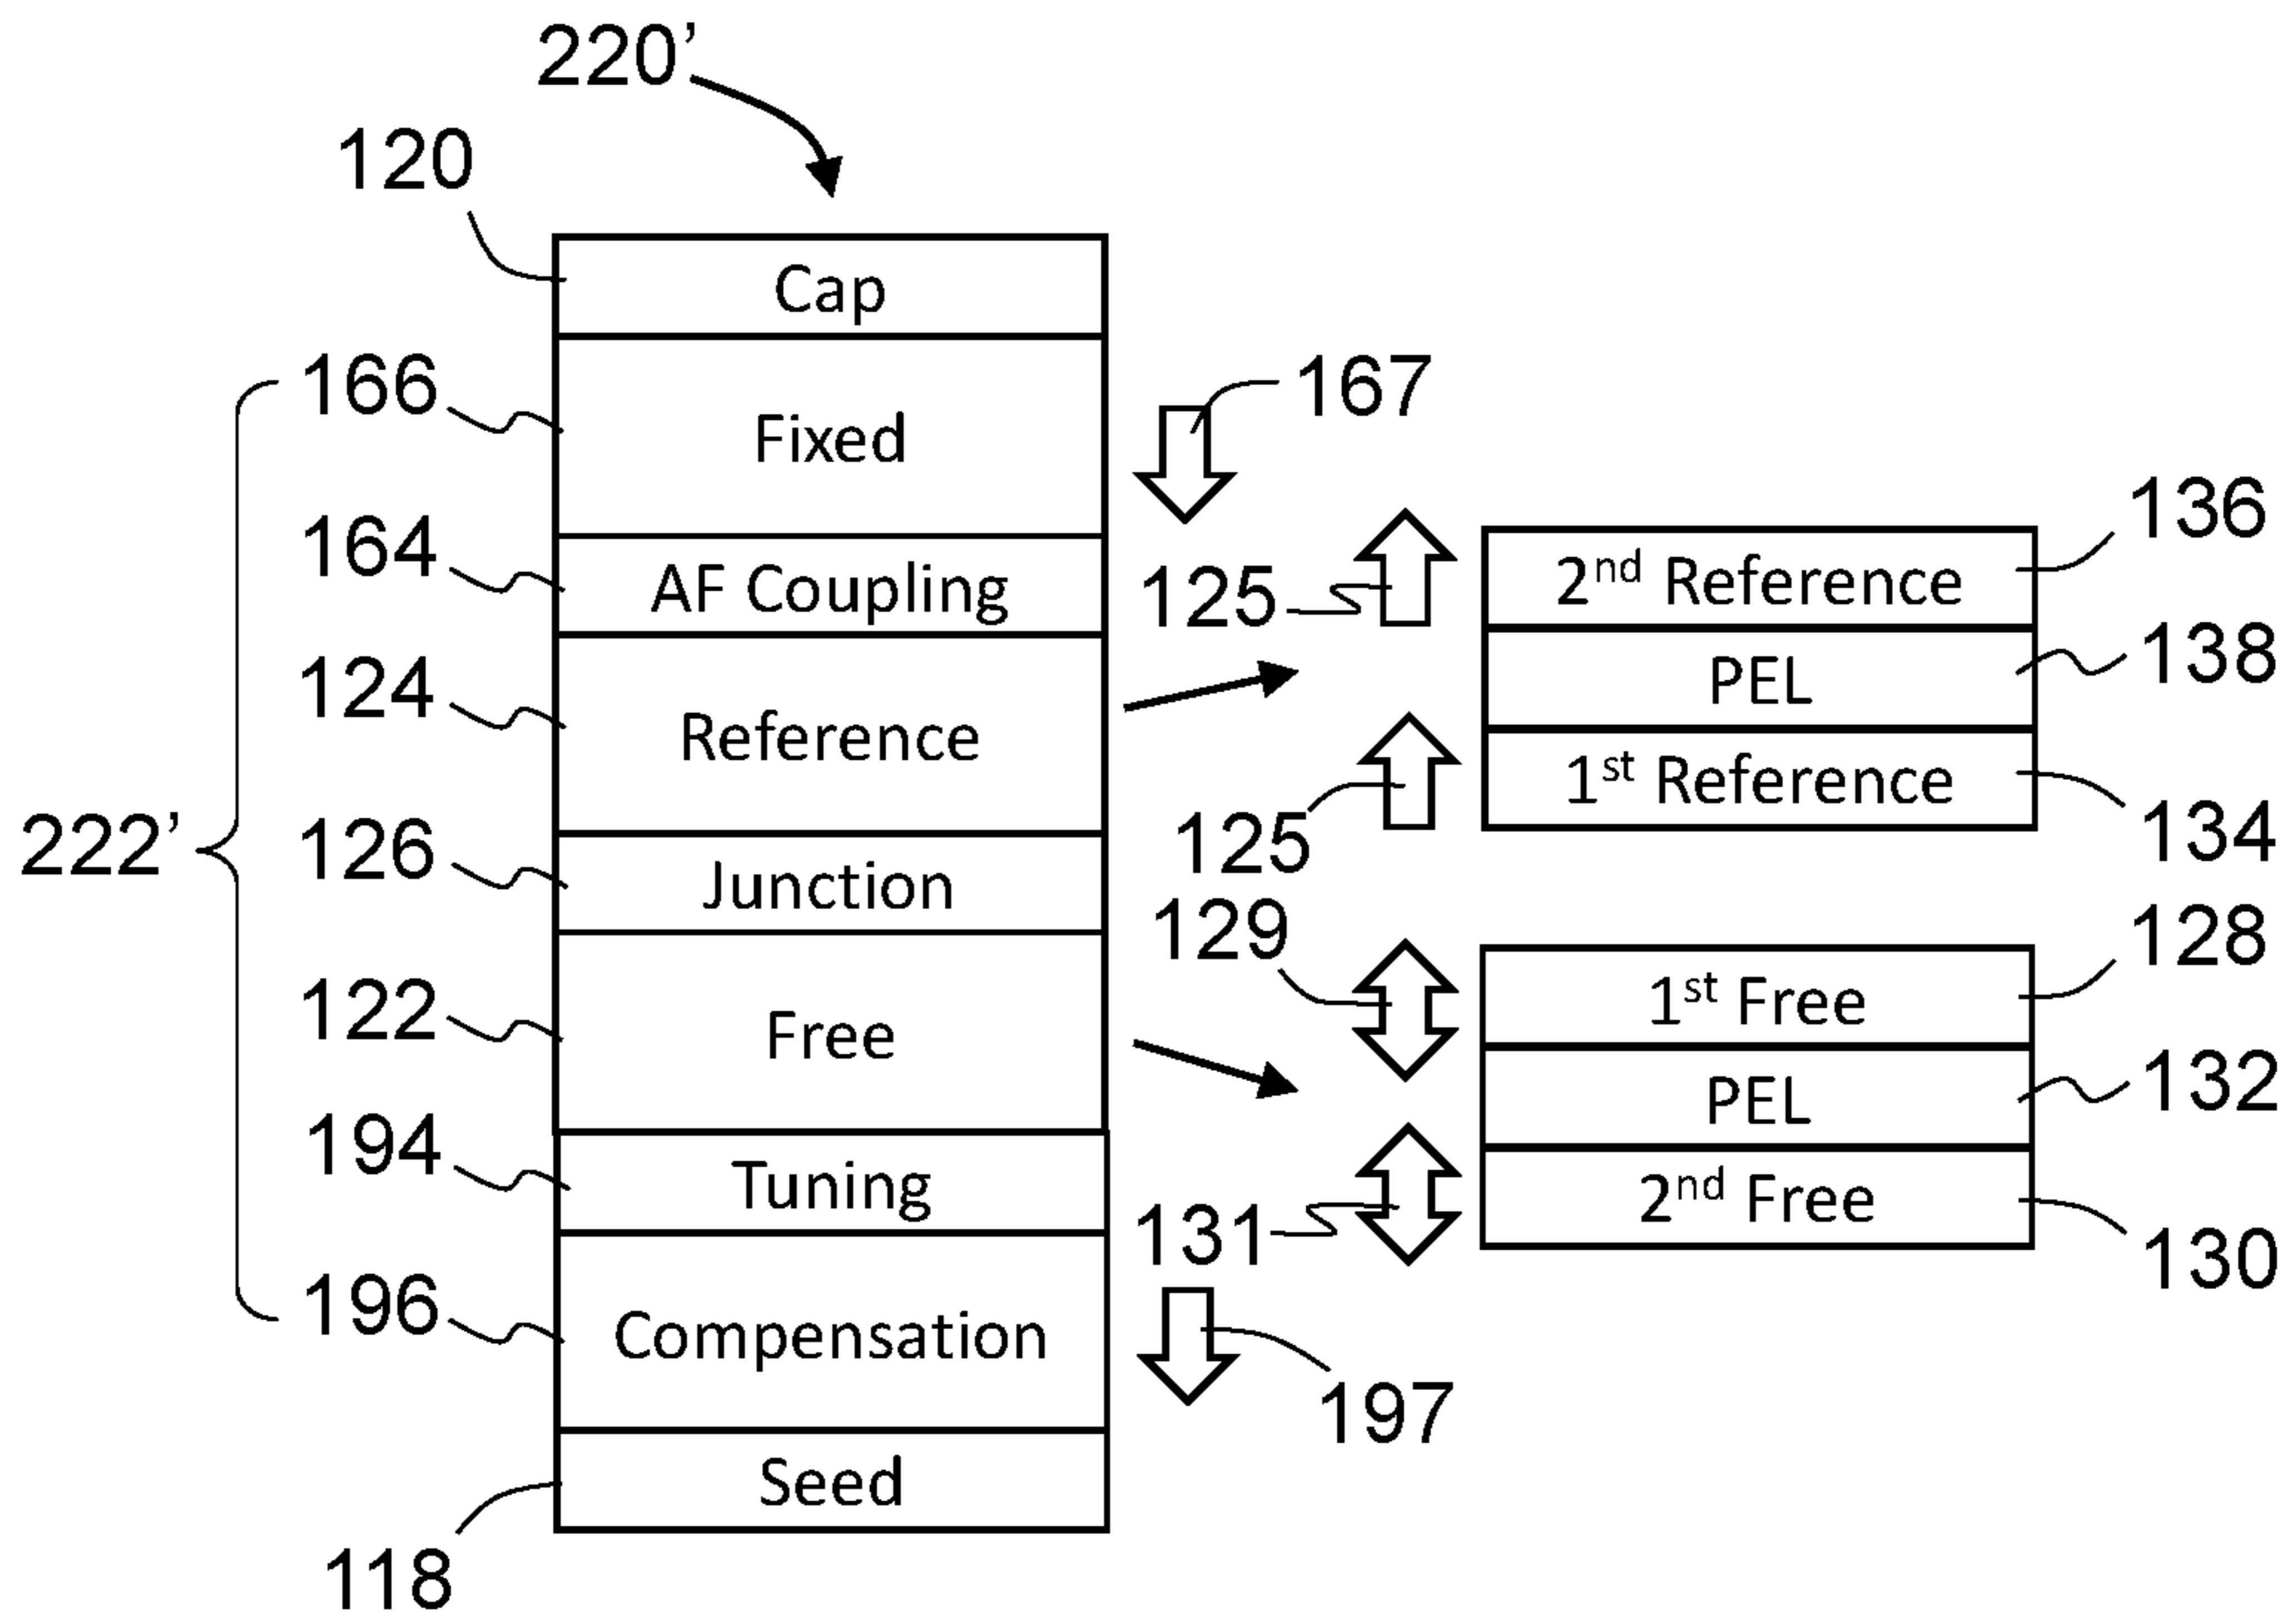 220’
120
Cap
166
Fixed
167
164
AF Coupling
125
2nd Reference
136
124
Reference
PEL
138
125
1st Reference
134
222’
126
Junction
129
1st Free
128
122
Free
PEL
132
194
Tuning
131
2nd Free
130
196
Compensation
197
118
Seed